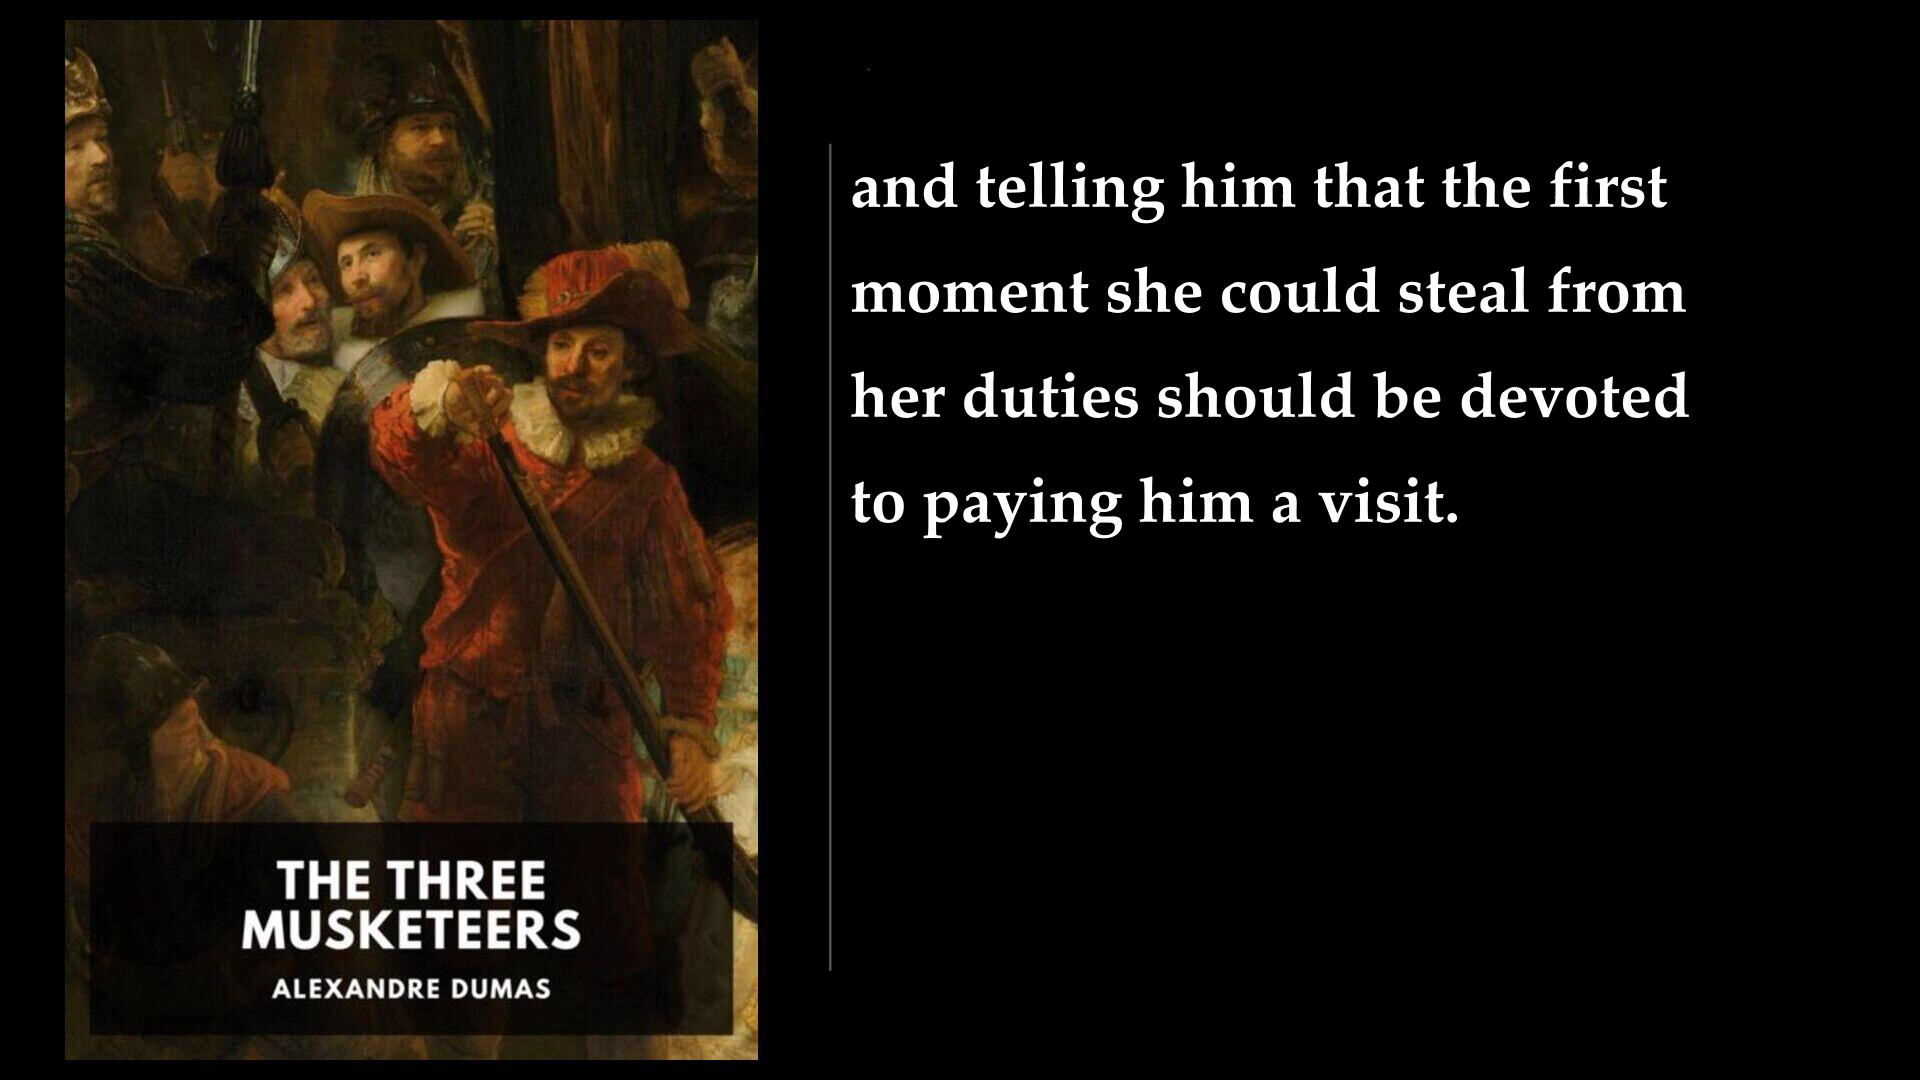 THE THREE
MUSKETEERS
ALEXANDRE DUMAS
and telling him that the first
moment she could steal from
her duties should be devoted
to paying him a visit.